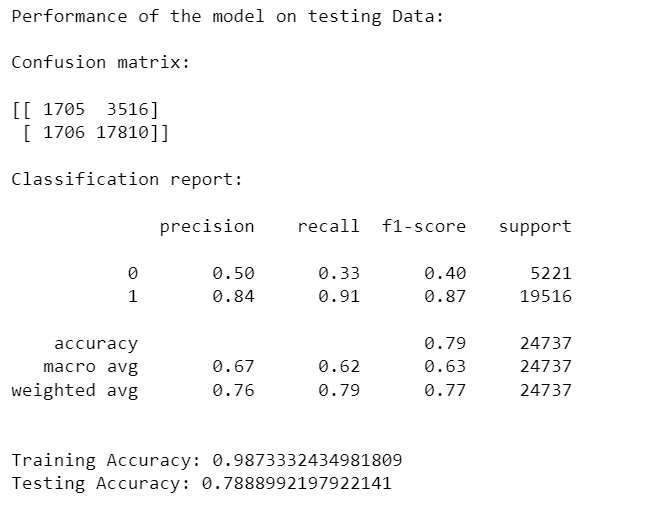 Performance of the model on testing Data:
Confusion matrix:
[[ 1705  3516]
 [ 1706 17810]]
Classification report:
precision    recall  f1-score   support
0       0.50      0.33      0.40      5221
1       0.84      0.91      0.87     19516
accuracy                           0.79     24737
macro avg       0.67      0.62      0.63     24737
weighted avg       0.76      0.79      0.77     24737
Training Accuracy: 0.9873332434981809
Testing Accuracy: 0.7888992197922141